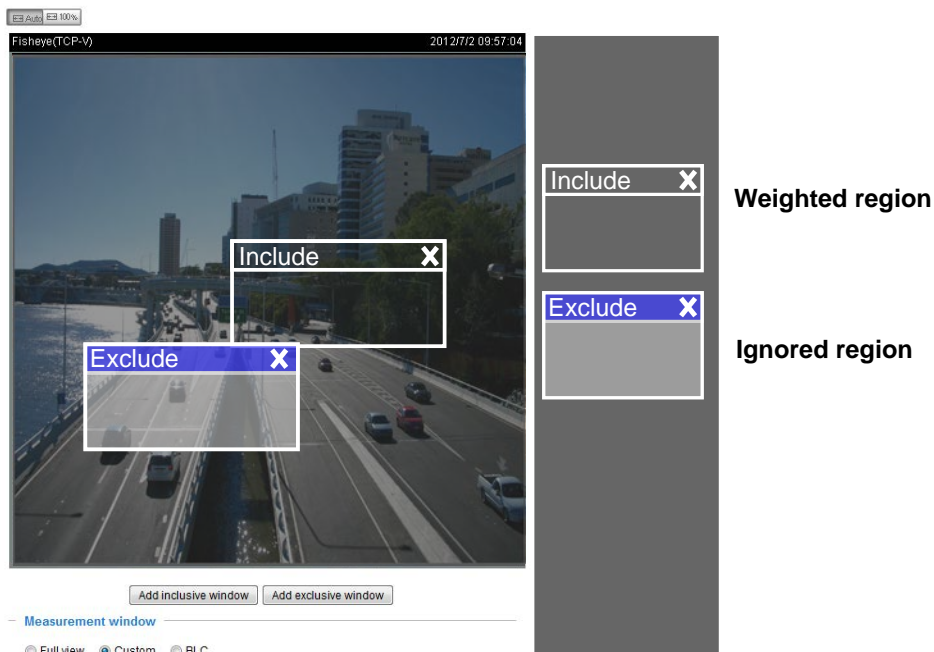 Auto 100%
Fisheye(TCP-V) 2012/7/2 09:57:04
Include
Weighted region
Include
Exclude
Ignored region
Exclude
Add inclusive window Add exclusive window
Measurement window
Full view Custom BLC